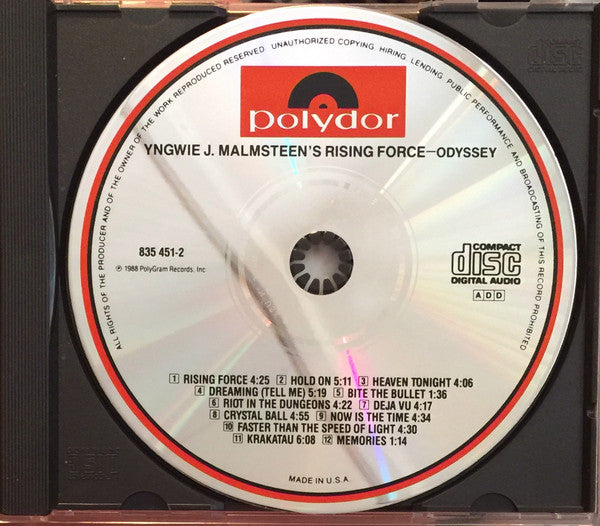 ALL RIGHTS OF THE PRODUCER AND OF THE OWNER OF THE WORK REPRODUCED RESERVED. UNAUTHORIZED COPYING, HIRING, LENDING, PUBLIC PERFORMANCE AND BROADCASTING OF THIS RECORD PROHIBITED
polydor
YNGWIE J. MALMSTEEN'S RISING FORCE—ODYSSEY
835 451-2
℗ 1988 PolyGram Records, Inc
COMPACT
disc
DIGITAL AUDIO
ADD
1 RISING FORCE 4:25 2 HOLD ON 5:11 3 HEAVEN TONIGHT 4:06
4 DREAMING (TELL ME) 5:19 5 BITE THE BULLET 1:36
6 RIOT IN THE DUNGEONS 4:22 7 DEJA VU 4:17
8 CRYSTAL BALL 4:55 9 NOW IS THE TIME 4:34
10 FASTER THAN THE SPEED OF LIGHT 4:30
11 KRAKATAU 6:08 12 MEMORIES 1:14
MADE IN U.S.A.